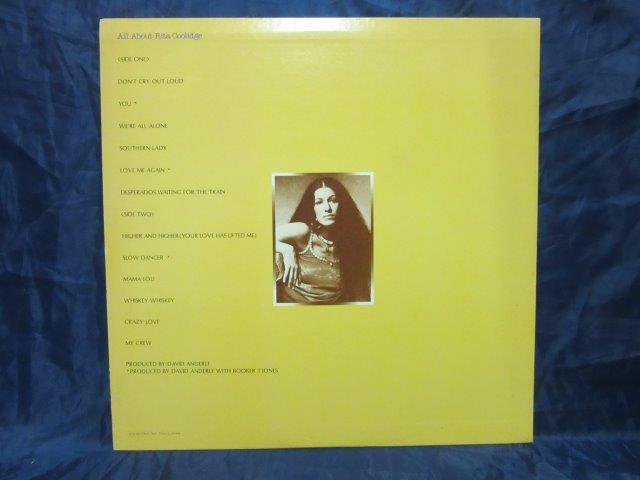 All About Rita Coolidge
<SIDE ONE>
DON'T CRY OUT LOUD
YOU *
WE'RE ALL ALONE
SOUTHERN LADY
LOVE ME AGAIN *
DESPERADOS WAITING FOR THE TRAIN
<SIDE TWO>
HIGHER AND HIGHER (YOUR LOVE HAS LIFTED ME)
SLOW DANCER *
MAMA LOU
WHISKEY WHISKEY
CRAZY LOVE
MY CREW
PRODUCED BY DAVID ANDERLE
*PRODUCED BY DAVID ANDERLE WITH BOOKER T JONES